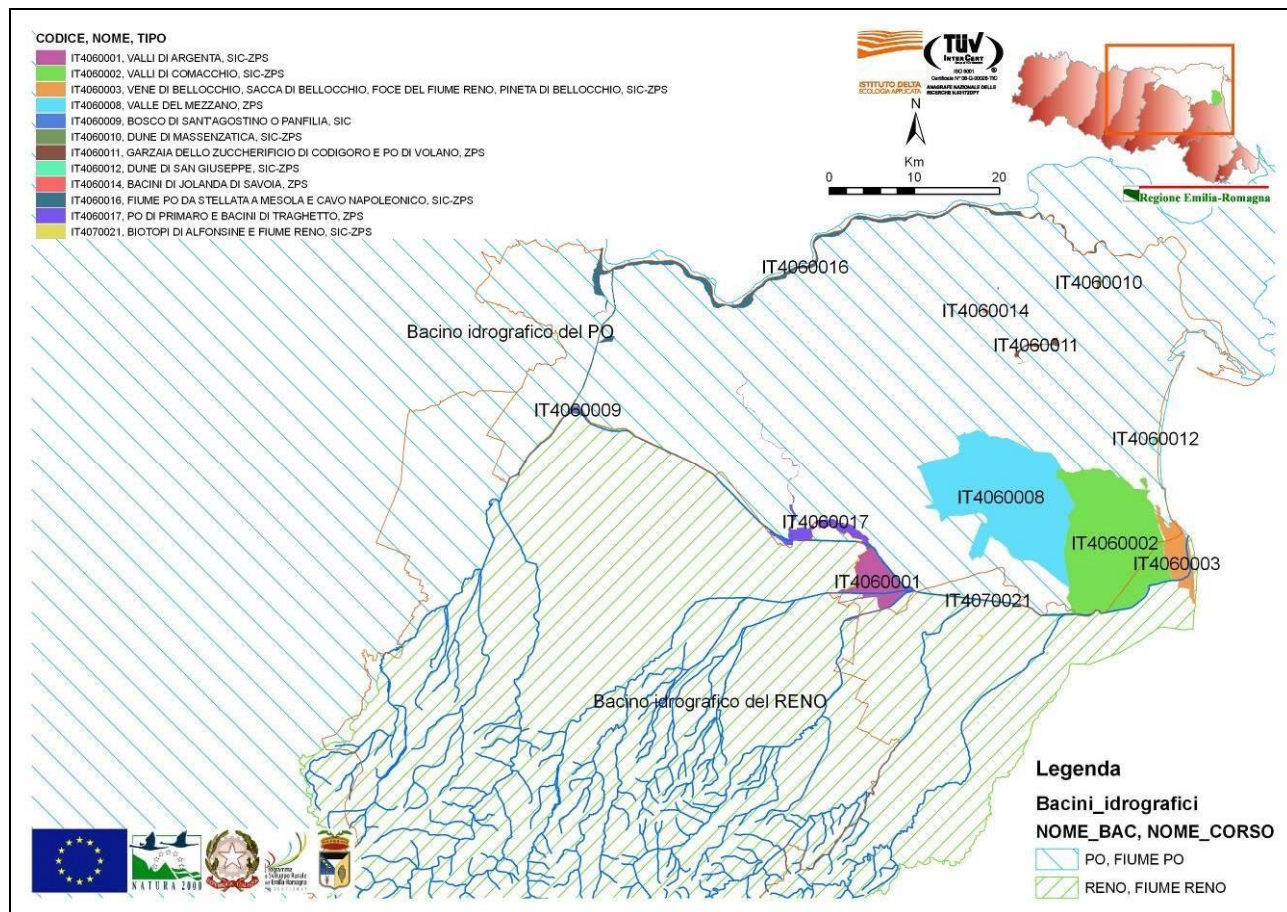 CODICE, NOME, TIPO
IT4060001, VALLI DI ARGENTA, SIC-ZPS
IT4060002, VALLI DI COMACCHIO, SIC-ZPS
IT4060003, VENE DI BELLOCCHIO, SACCA DI BELLOCCHIO, FOCE DEL FIUME RENO, PINETA DI BELLOCCHIO, SIC-ZPS
IT4060008, VALLE DEL MEZZANO, ZPS
IT4060009, BOSCO DI SANT'AGOSTINO O PANFILIA, SIC
IT4060010, DUNE DI MASSENZATICA, SIC-ZPS
IT4060011, GARZAIA DELLO ZUCCHERIFICIO DI CODIGORO E PO DI VOLANO, ZPS
IT4060012, DUNE DI SAN GIUSEPPE, SIC-ZPS
IT4060014, BACINI DI JOLANDA DI SAVOIA, ZPS
IT4060016, FIUME PO DA STELLATA A MESOLA E CAVO NAPOLEONICO, SIC-ZPS
IT4060017, PO DI PRIMARO E BACINI DI TRAGHETTO, ZPS
IT4070021, BIOTOPI DI ALFONSINE E FIUME RENO, SIC-ZPS
ISTITUTO DELTA
ECOLOGIA APPLICATA
TÜV
INTERCERT
ISO 9001
ANAGRAFE NAZIONALE DELLE
N
Km
0 10 20
Regione Emilia-Romagna
IT4060016
IT4060010
IT4060014
Bacino idrografico del PO
IT4060011
IT4060009
IT4060012
IT4060008
IT4060017
IT4060002
IT4060003
IT4060001
IT4070021
Bacino idrografico del RENO
Legenda
Bacini_idrografici
NOME_BAC, NOME_CORSO
PO, FIUME PO
RENO, FIUME RENO
NATURA 2000